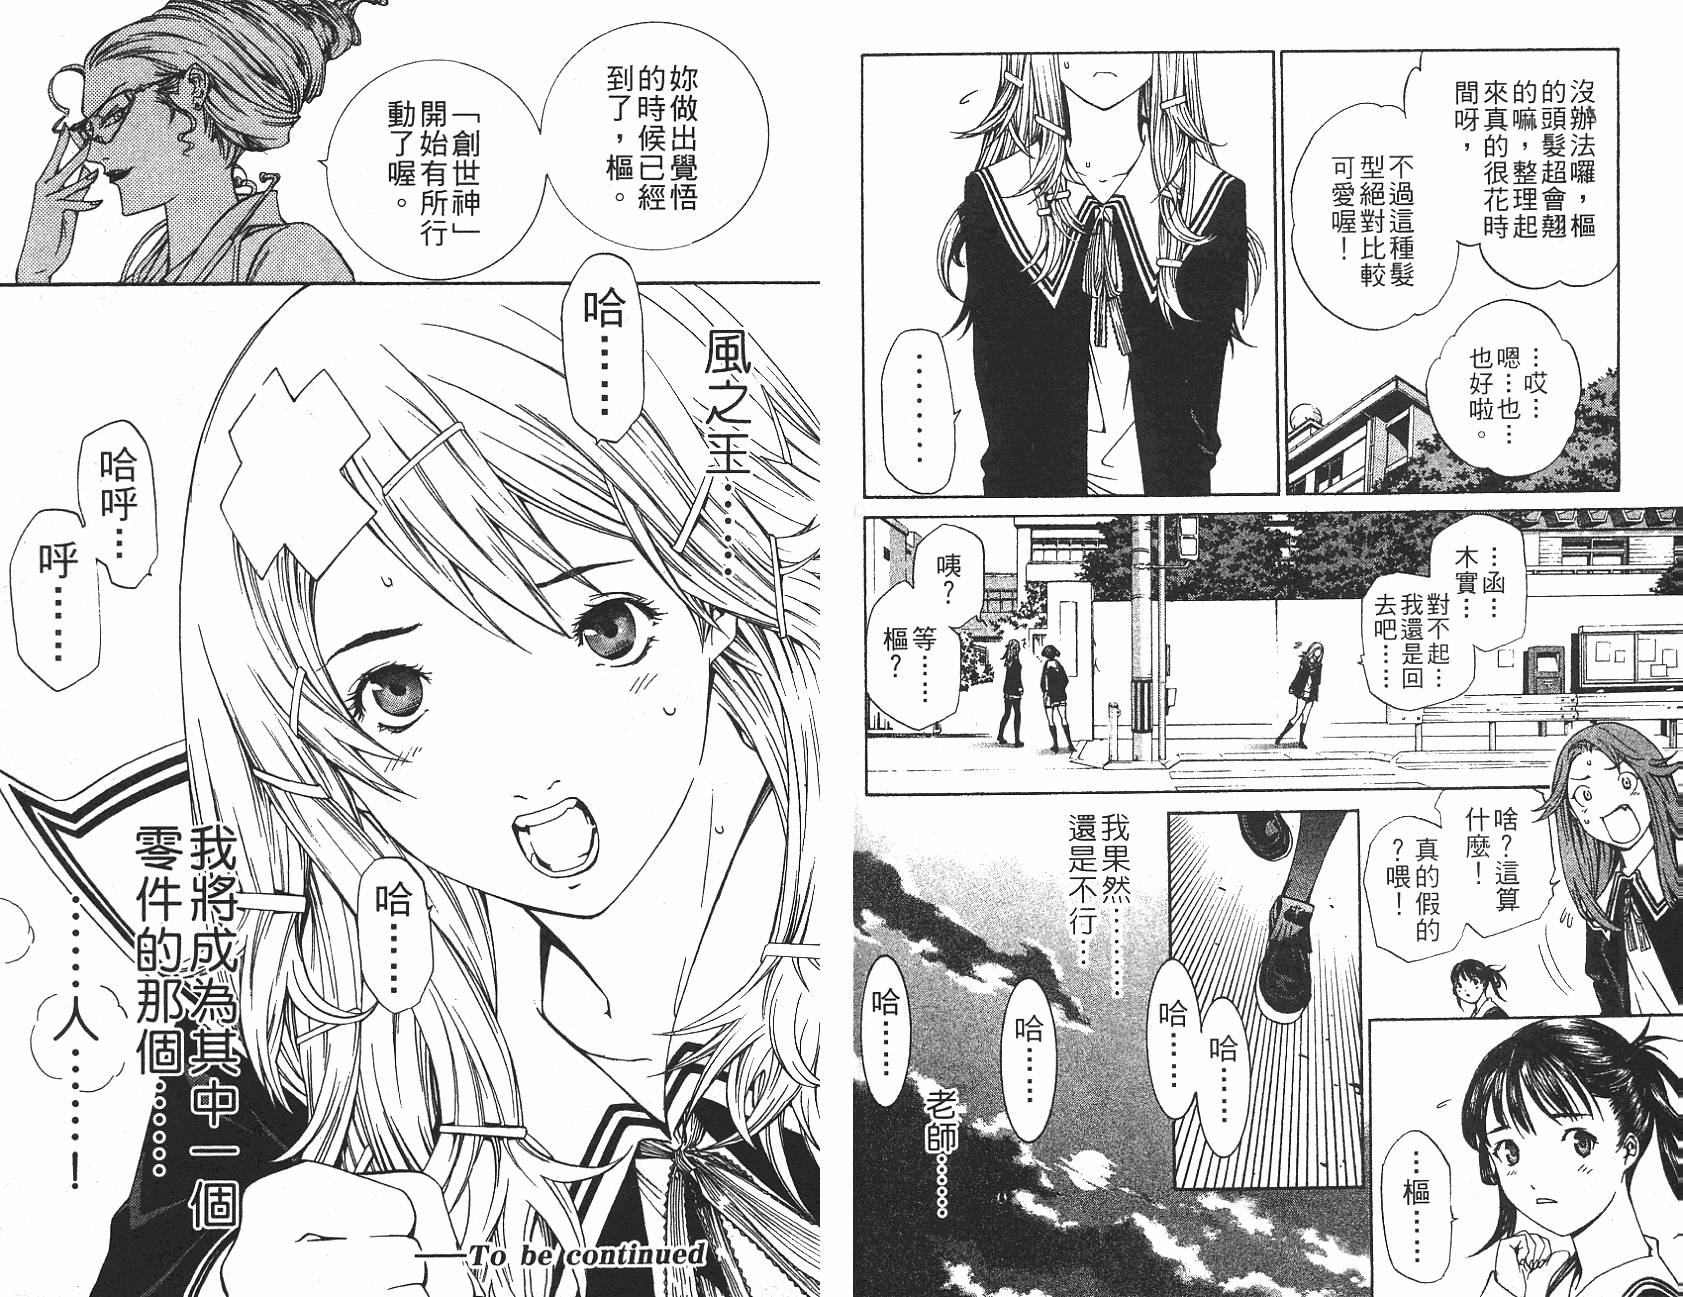 沒辦法囉，樞
的頭髮超會翹
的嘛，整理起
來真的很花時
間呀，
不過這種髮
型絕對比較
可愛喔！
…哎…
嗯…也…
也好啦。
………
…函…
木實…
對不起…
我還是回
去吧……
咦？
等……
樞？
啥？這算
什麼！
真的假的
？喂！
…樞……
我果然………
還是不行…
哈……
哈……
哈……
哈……
老師……
妳做出覺悟
的時候已經
到了，樞。
「創世神」
開始有所行
動了喔。
哈……
風之王………
哈呼…
呼……
哈……
我將成為其中一個
零件的那個……
………人………！
To be continued